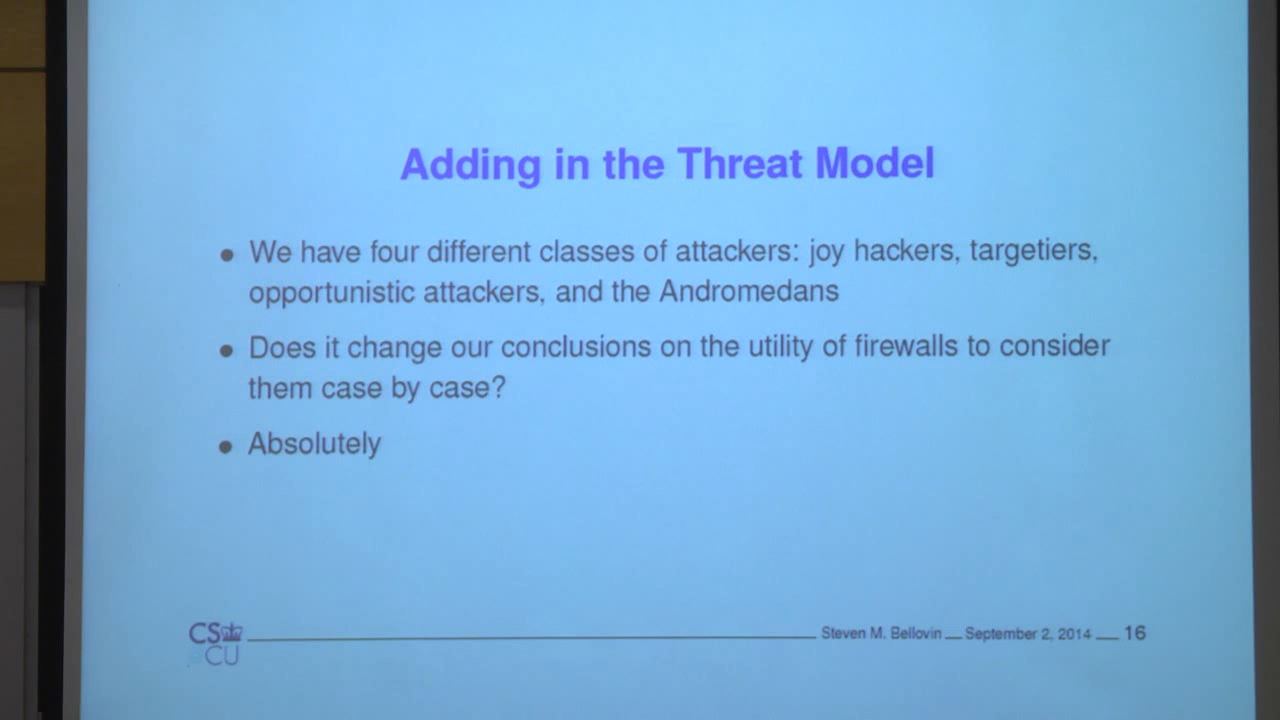 Adding in the Threat Model
● We have four different classes of attackers: joy hackers, targetiers,
opportunistic attackers, and the Andromedans
● Does it change our conclusions on the utility of firewalls to consider
them case by case?
● Absolutely
CS
@CU
Steven M. Bellovin — September 2, 2014 — 16